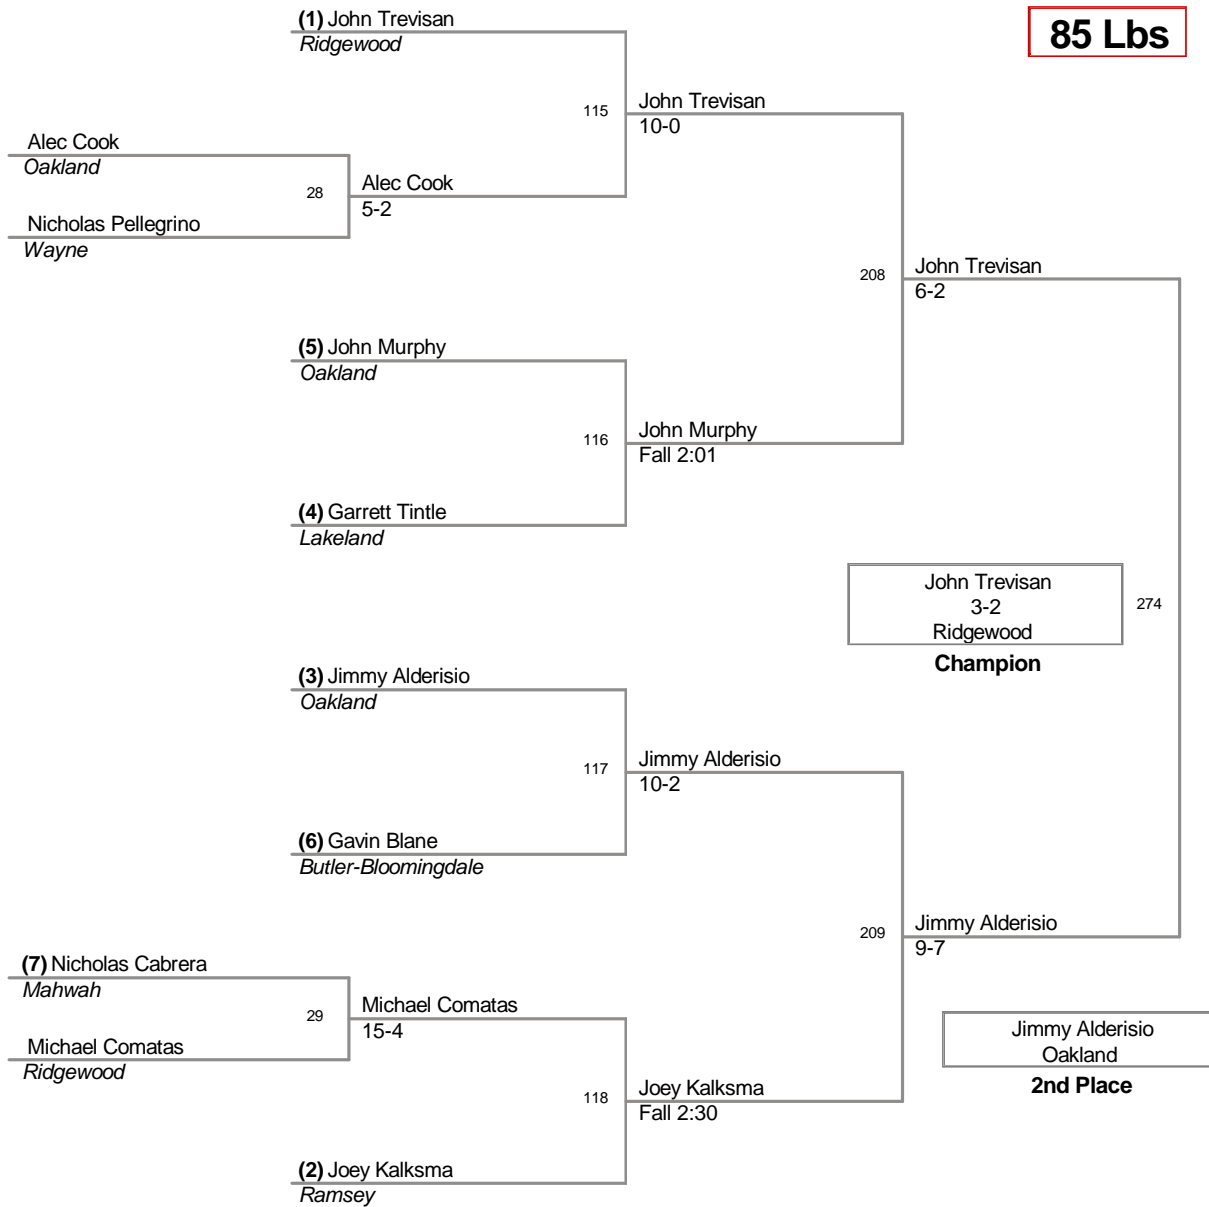 (1) John Trevisan
Ridgewood
85 Lbs
115
John Trevisan
10-0
Alec Cook
Oakland
28
Alec Cook
5-2
Nicholas Pellegrino
Wayne
208
John Trevisan
6-2
(5) John Murphy
Oakland
116
John Murphy
Fall 2:01
(4) Garrett Tintle
Lakeland
John Trevisan
3-2
Ridgewood
274
Champion
(3) Jimmy Alderisio
Oakland
117
Jimmy Alderisio
10-2
(6) Gavin Blane
Butler-Bloomingdale
209
Jimmy Alderisio
9-7
(7) Nicholas Cabrera
Mahwah
29
Michael Comatas
15-4
Michael Comatas
Ridgewood
Jimmy Alderisio
Oakland
2nd Place
118
Joey Kalksma
Fall 2:30
(2) Joey Kalksma
Ramsey